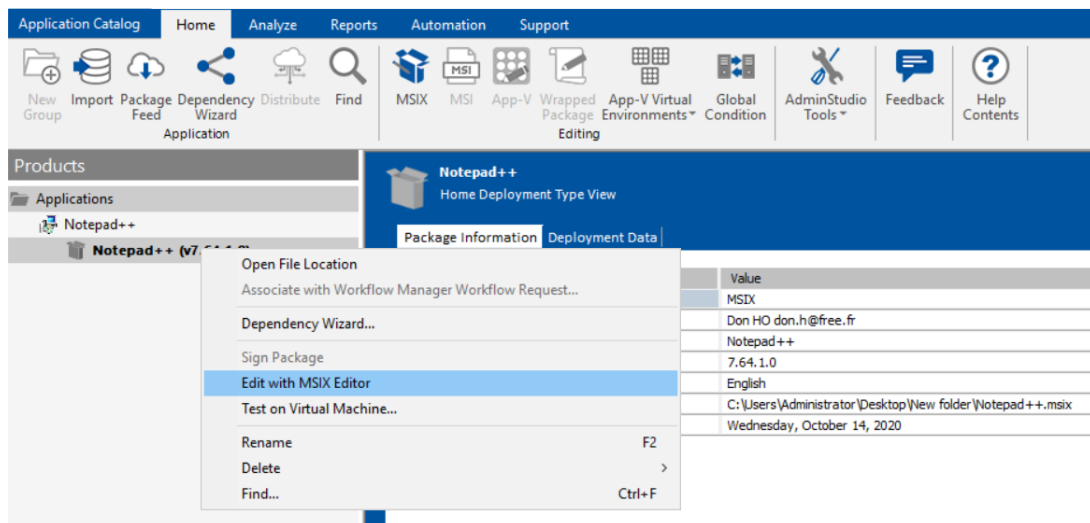 Application Catalog Home Analyze Reports Automation Support
New Group
Import
Package Feed
Dependency Wizard
Distribute
Find
MSIX
MSI
App-V
Wrapped Package
App-V Virtual Environments
Global Condition
AdminStudio Tools
Feedback
Help Contents
Application
Editing
MSI
Products
Applications
Notepad++
Notepad++ (v7.64.1.0)
Notepad++
Home Deployment Type View
Package Information Deployment Data
Value
MSIX
Don HO don.h@free.fr
Notepad++
7.64.1.0
English
C:\Users\Administrator\Desktop\New folder\Notepad++.msix
Wednesday, October 14, 2020
Open File Location
Associate with Workflow Manager Workflow Request...
Dependency Wizard...
Sign Package
Edit with MSIX Editor
Test on Virtual Machine...
Rename F2
Delete
Find... Ctrl+F